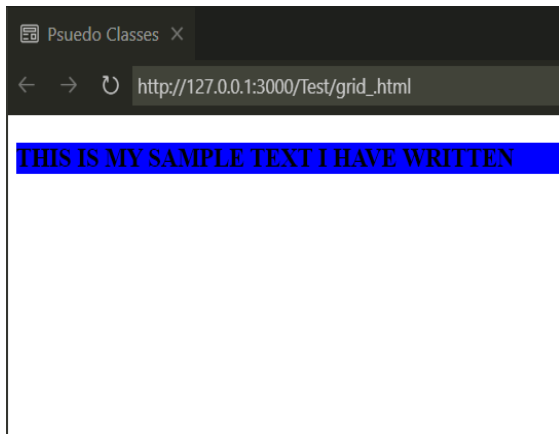 Psuedo Classes
http://127.0.0.1:3000/Test/grid_.html
THIS IS MY SAMPLE TEXT I HAVE WRITTEN